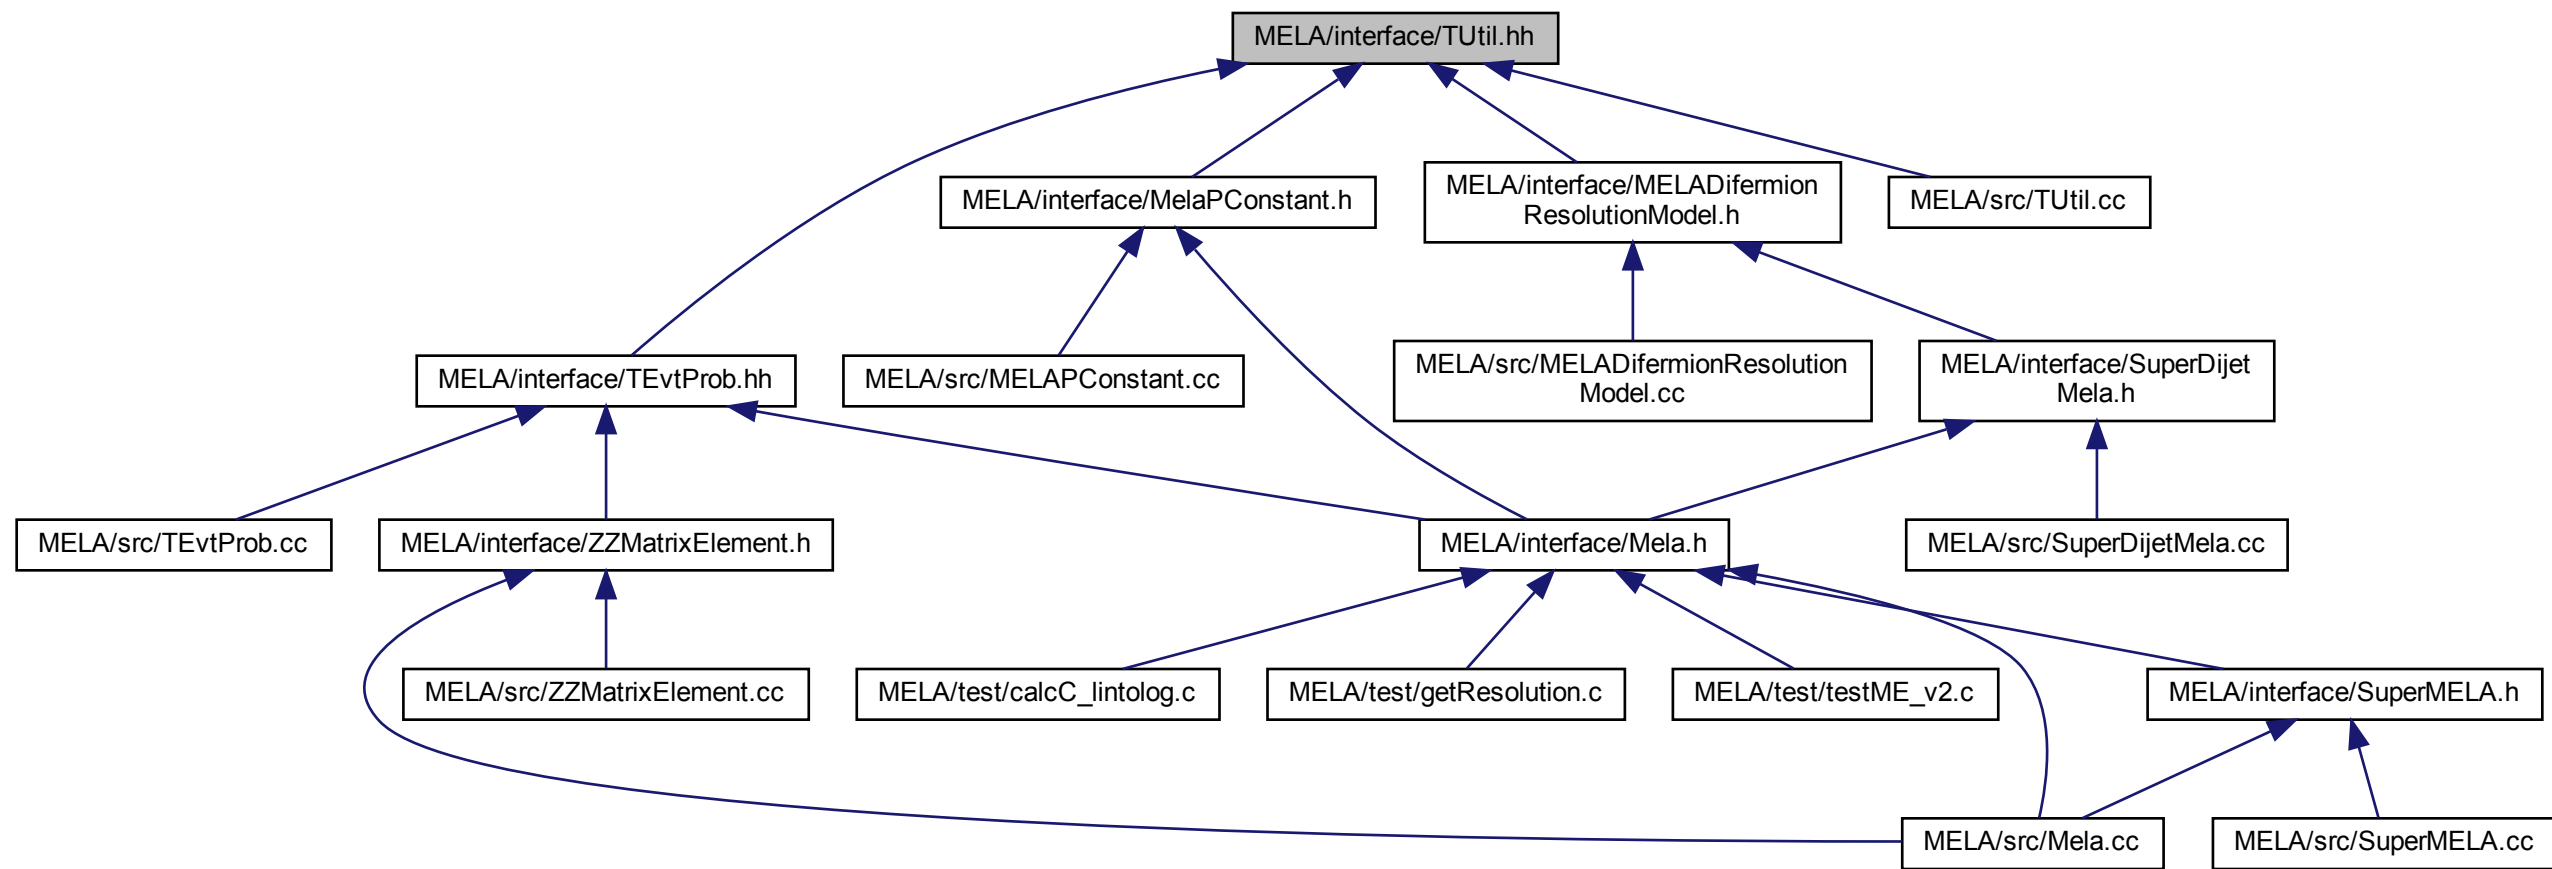 MELA/interface/TUtil.hh
MELA/interface/MelaPConstant.h
MELA/interface/MELADifermion
ResolutionModel.h
MELA/src/TUtil.cc
MELA/interface/TEvtProb.hh
MELA/src/MELAPConstant.cc
MELA/src/MELADifermionResolution
Model.cc
MELA/interface/SuperDijet
Mela.h
MELA/src/TEvtProb.cc
MELA/interface/ZZMatrixElement.h
MELA/interface/Mela.h
MELA/src/SuperDijetMela.cc
MELA/src/ZZMatrixElement.cc
MELA/test/calcC_lintolog.c
MELA/test/getResolution.c
MELA/test/testME_v2.c
MELA/interface/SuperMELA.h
MELA/src/Mela.cc
MELA/src/SuperMELA.cc